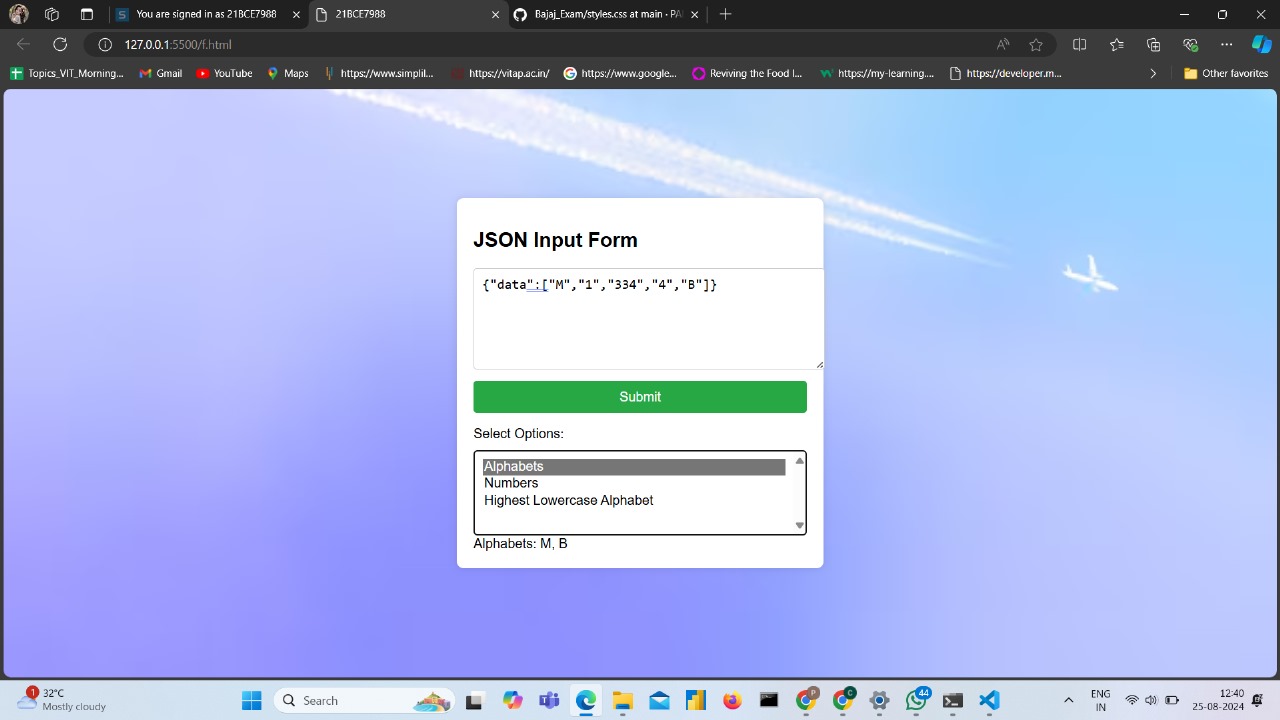 You are signed in as 21BCE7988
21BCE7988
Bajaj_Exam/styles.css at main · PA
127.0.0.1:5500/f.html
Topics_VIT_Morning...
Gmail
YouTube
Maps
https://www.simplil...
https://vitap.ac.in/
https://www.google...
Reviving the Food I...
https://my-learning....
https://developer.m...
Other favorites
JSON Input Form
{"data":["M","1","334","4","B"]}
Submit
Select Options:
Alphabets
Numbers
Highest Lowercase Alphabet
Alphabets: M, B
1
32°C
Mostly cloudy
Search
P
C
44
ENG
IN
12:40
25-08-2024